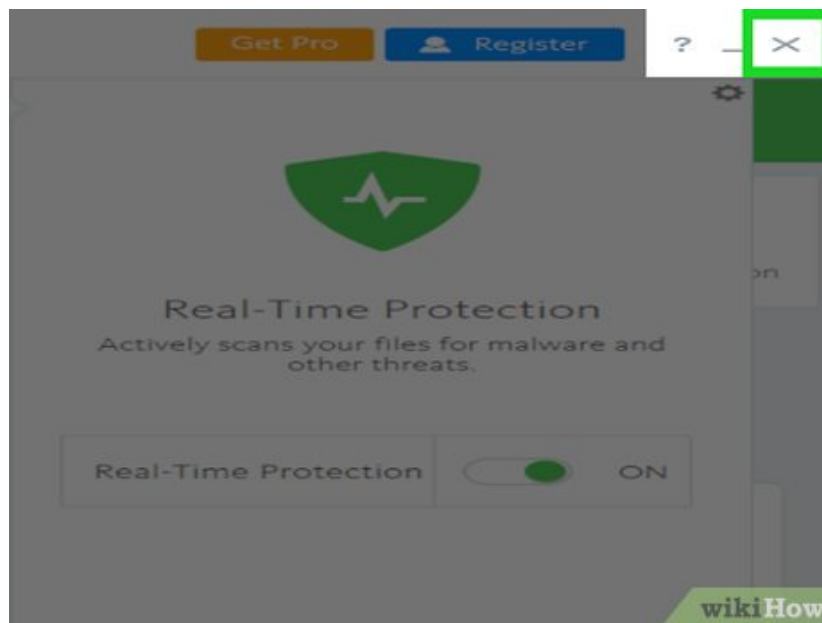 Get Pro
Register
?
Real-Time Protection
Actively scans your files for malware and
other threats.
on
Real-Time Protection
ON
wikiHow